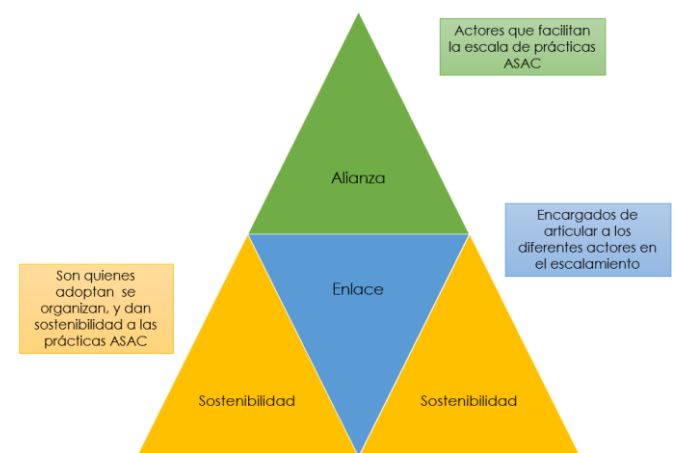 Actores que facilitan
la escala de prácticas
ASAC
Alianza
Encargados de
articular a los
diferentes actores en
el escalamiento
Enlace
Son quienes
adoptan se
organizan, y dan
sostenibilidad a las
prácticas ASAC
Sostenibilidad
Sostenibilidad